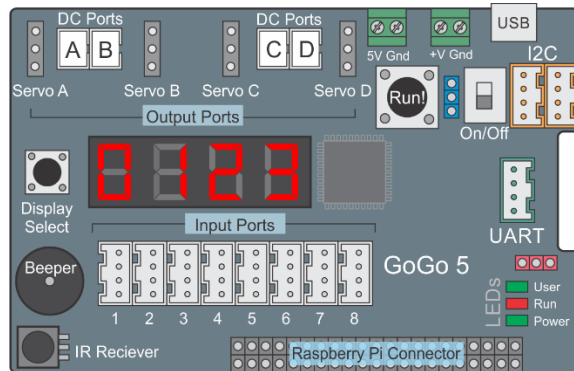 DC Ports
DC Ports
USB
A B
C D
5V Gnd
+V Gnd
I2C
Servo A
Servo B
Servo C
Servo D
Run!
On/Off
Output Ports
0123
Display
Select
Input Ports
UART
Beeper
GoGo 5
1 2 3 4 5 6 7 8
LEDs
User
Run
Power
IR Reciever
Raspberry Pi Connector